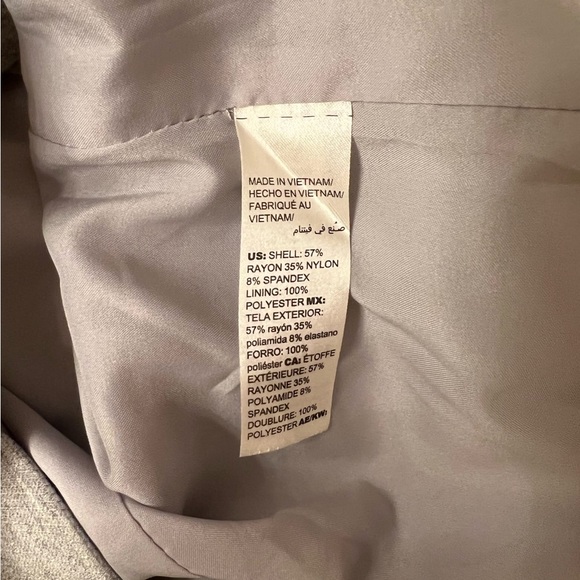 MADE IN VIETNAM/
HECHO EN VIETNAM/
FABRIQUÉ AU
VIETNAM/
صنع في فيتنام
US: SHELL: 57%
RAYON 35% NYLON
8% SPANDEX
LINING: 100%
POLYESTER MX:
TELA EXTERIOR:
57% rayón 35%
poliamida 8% elastano
FORRO: 100%
poliéster CA: ÉTOFFE
EXTÉRIEURE: 57%
RAYONNE 35%
POLYAMIDE 8%
SPANDEX
DOUBLURE: 100%
POLYESTER AE/KW: